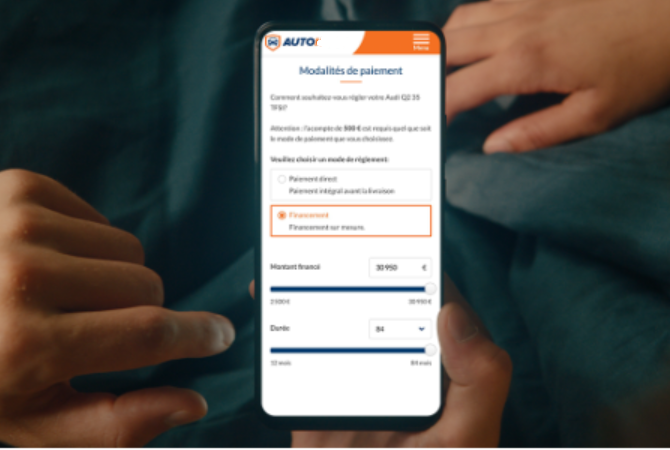 AUTO1
Menu
Modalités de paiement
Comment souhaitez-vous régler votre Audi Q2 35
TFSI?
Attention : l'acompte de 500 € est requis quel que soit
le mode de paiement que vous choisissez.
Veuillez choisir un mode de règlement:
Paiement direct
Paiement intégral avant la livraison
Financement
Financement sur mesure.
Montant financé
30 950 €
2 500 €
30 950 €
Durée
84
12 mois
84 mois